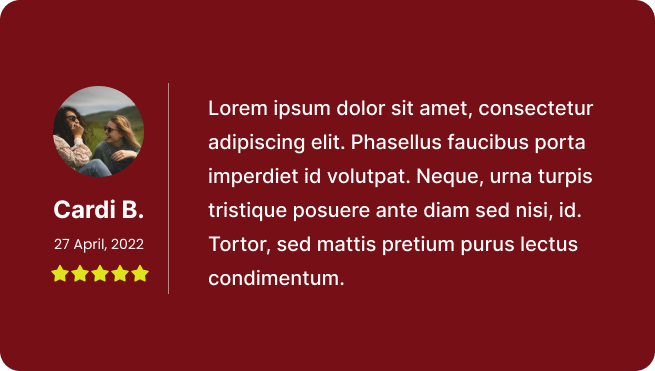 Cardi B.
27 April, 2022
Lorem ipsum dolor sit amet, consectetur
adipiscing elit. Phasellus faucibus porta
imperdiet id volutpat. Neque, urna turpis
tristique posuere ante diam sed nisi, id.
Tortor, sed mattis pretium purus lectus
condimentum.